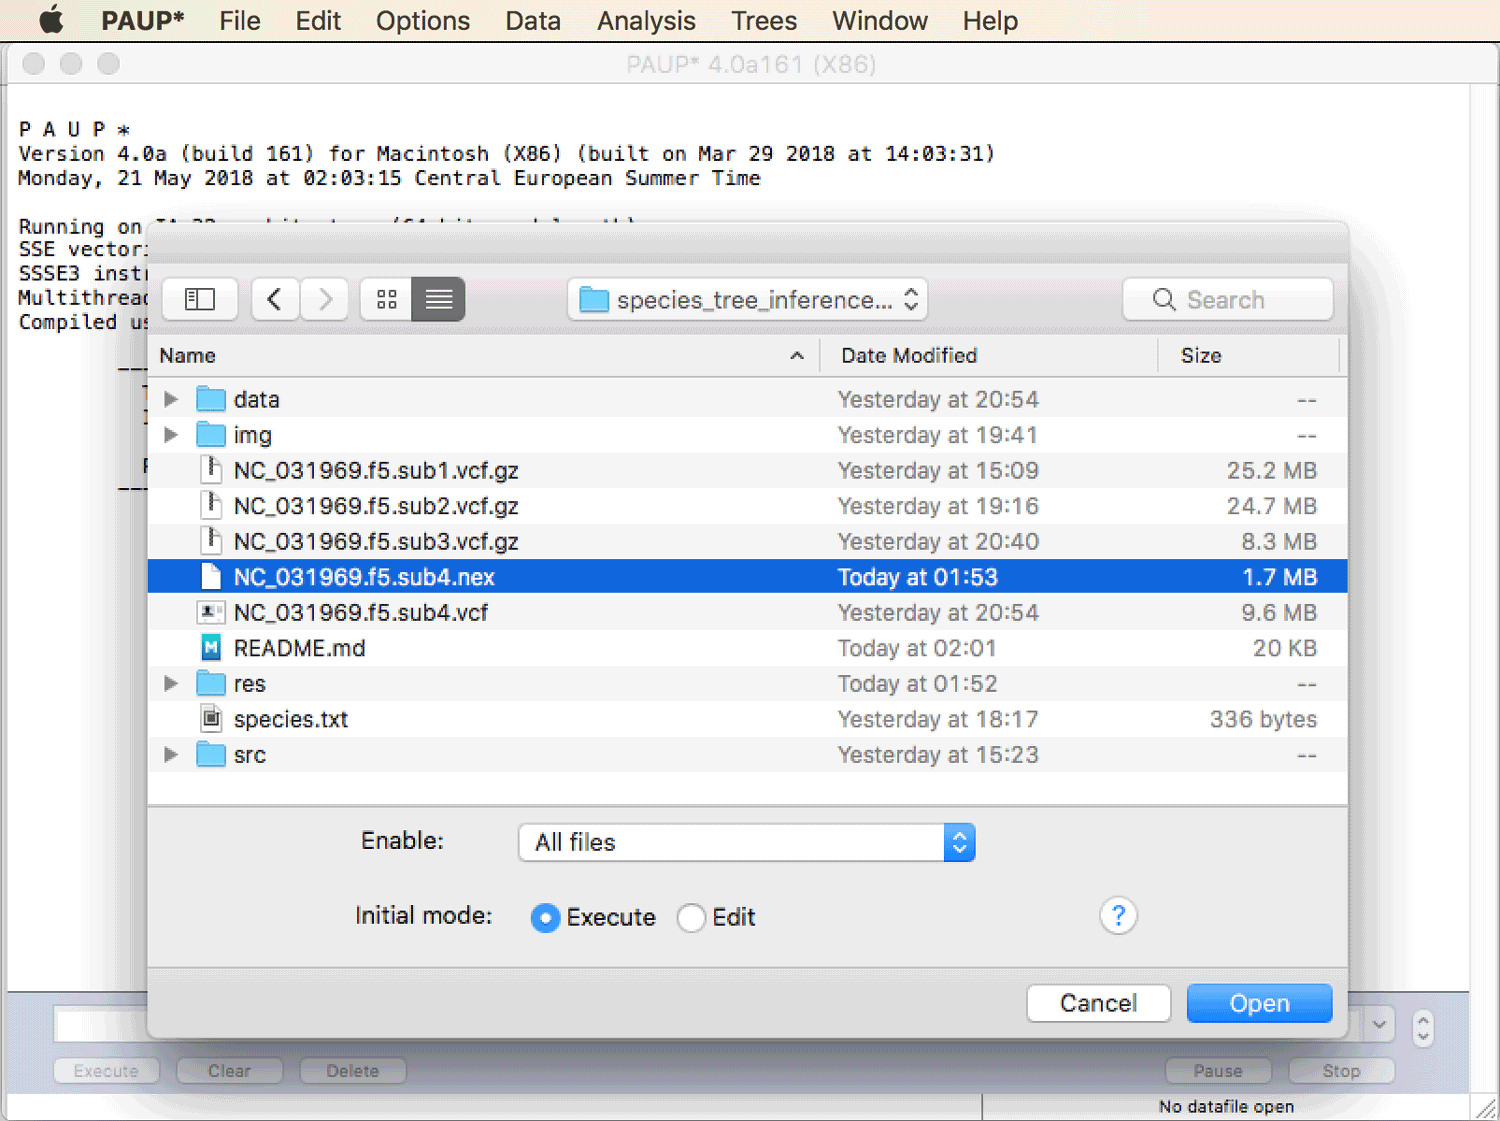 PAUP* File Edit Options Data Analysis Trees Window Help
PAUP* 4.0a161 (X86)
P A U P *
Version 4.0a (build 161) for Macintosh (X86) (built on Mar 29 2018 at 14:03:31)
Monday, 21 May 2018 at 02:03:15 Central European Summer Time
Running on
SSE
SSSE3
Compiled
species_tree_inference... Search
Name Date Modified Size
data Yesterday at 20:54 --
img Yesterday at 19:41 --
NC_031969.f5.sub1.vcf.gz Yesterday at 15:09 25.2 MB
NC_031969.f5.sub2.vcf.gz Yesterday at 19:16 24.7 MB
NC_031969.f5.sub3.vcf.gz Yesterday at 20:40 8.3 MB
NC_031969.f5.sub4.nex Today at 01:53 1.7 MB
NC_031969.f5.sub4.vcf Yesterday at 20:54 9.6 MB
README.md Today at 02:01 20 KB
res Today at 01:52 --
species.txt Yesterday at 18:17 336 bytes
src Yesterday at 15:23 --
Enable: All files
Initial mode: Execute Edit ?
Cancel Open
Execute Clear Delete Pause Stop
No datafile open